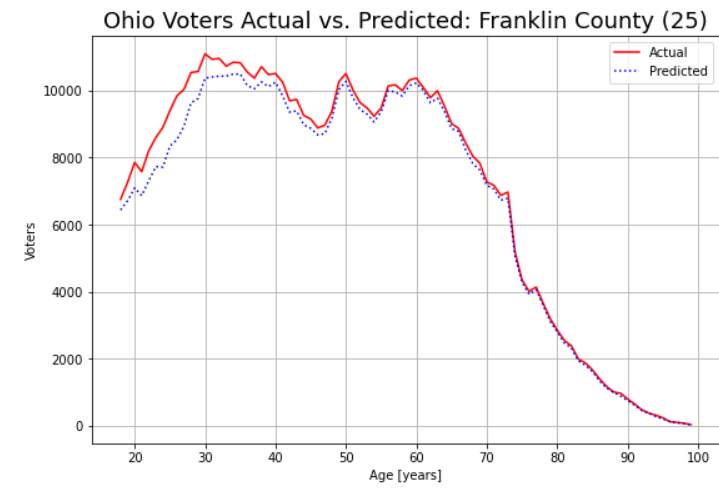 Ohio Voters Actual vs. Predicted: Franklin County (25)
Actual
Predicted
10000
8000
6000
4000
2000
0
Voters
20 30 40 50 60 70 80 90 100
Age [years]